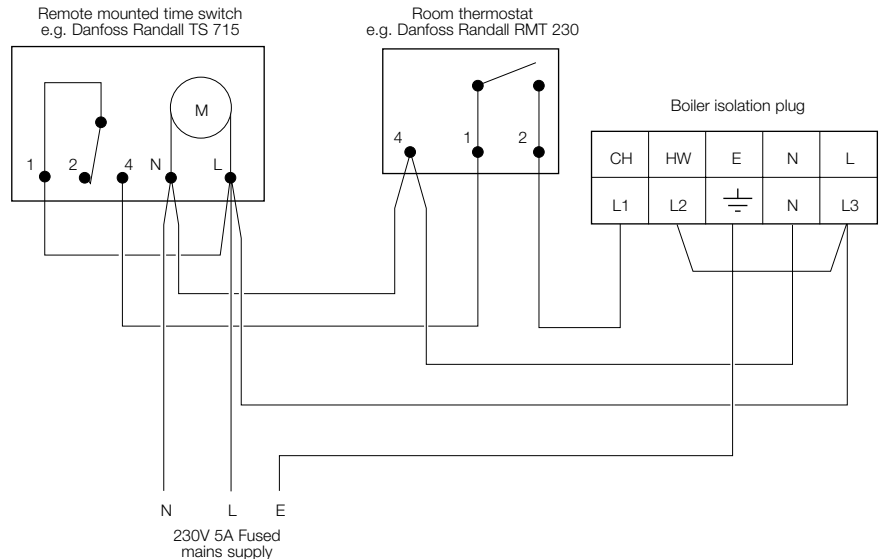 Remote mounted time switch
e.g. Danfoss Randall TS 715
Room thermostat
e.g. Danfoss Randall RMT 230
Boiler isolation plug
M
1 2 4 N L
4 1 2
CH HW E N L
L1 L2 N L3
N L E
230V 5A Fused
mains supply